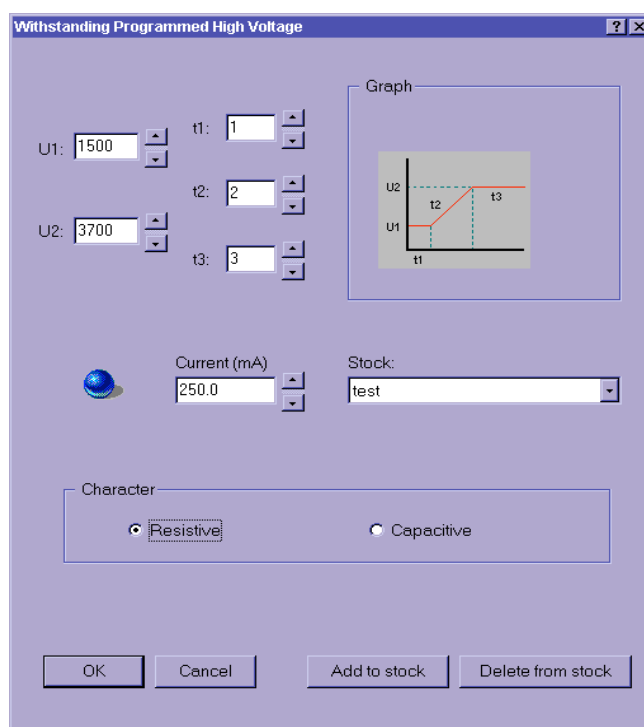 Withstanding Programmed High Voltage
U1: 1500
U2: 3700
t1: 1
t2: 2
t3: 3
Graph
U2
U1
t2
t3
t1
Current (mA)
250.0
Stock:
test
Character
Resistive
Capacitive
OK
Cancel
Add to stock
Delete from stock